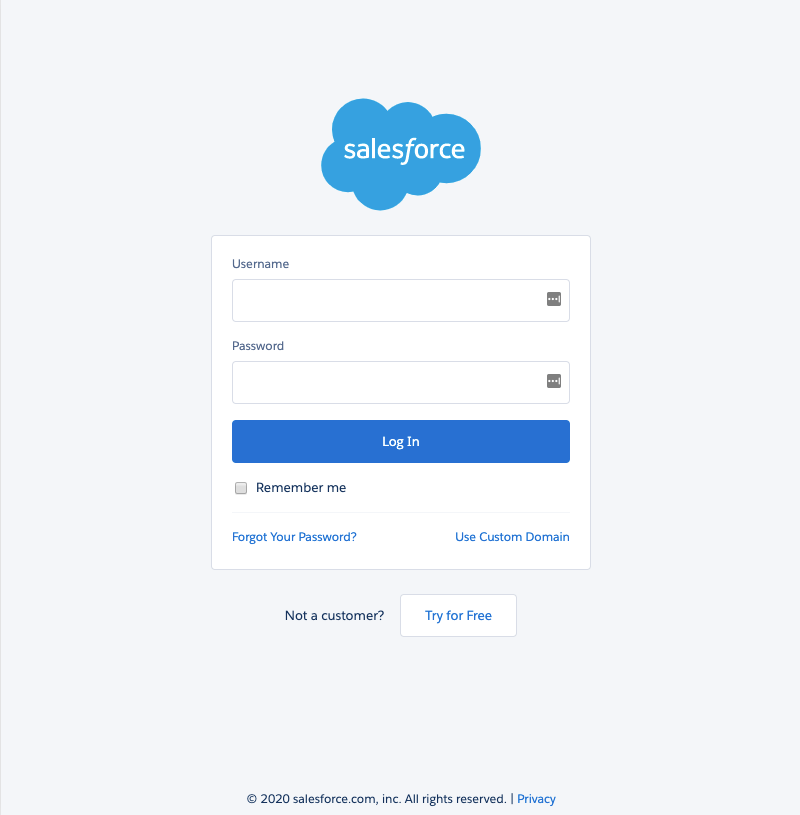 salesforce
Username
Password
Log In
Remember me
Forgot Your Password? Use Custom Domain
Not a customer? Try for Free
© 2020 salesforce.com, inc. All rights reserved. | Privacy